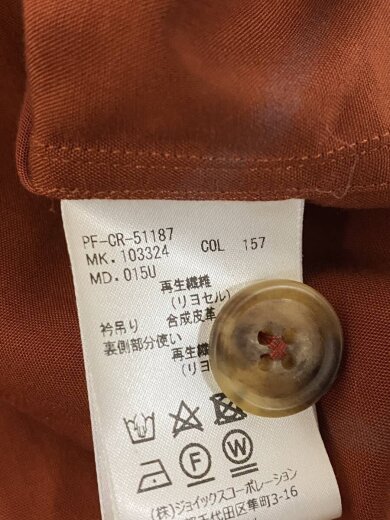 PF-CR-51187
MK. 103324 COL 157
MD. 015U
再生繊維
(リヨセル)
衿吊り 合成皮革
裏側部分使い
再生繊
(リヨ
F W
(株)ジョイックスコーポレーション
千代田区隼町3-16